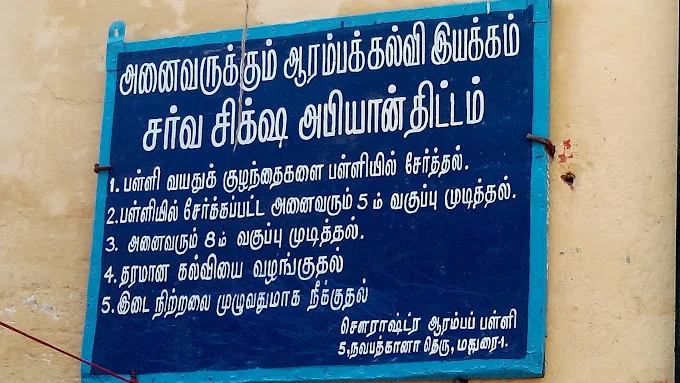 அனைவருக்கும் ஆரம்பக்கல்வி இயக்கம்
சர்வ சிக்ஷ அபியான் திட்டம்
1. பள்ளி வயதுக் குழந்தைகளை பள்ளியில் சேர்த்தல்.
2. பள்ளியில் சேர்க்கப்பட்ட அனைவரும் 5ம் வகுப்பு முடித்தல்.
3. அனைவரும் 8ம் வகுப்பு முடித்தல்.
4. தரமான கல்வியை வழங்குதல்
5. இடை நிற்றலை முழுவதுமாக நீக்குதல்
சௌராஷ்ட்ர ஆரம்பப் பள்ளி
5, நவபத்கானா தெரு, மதுரை-1.